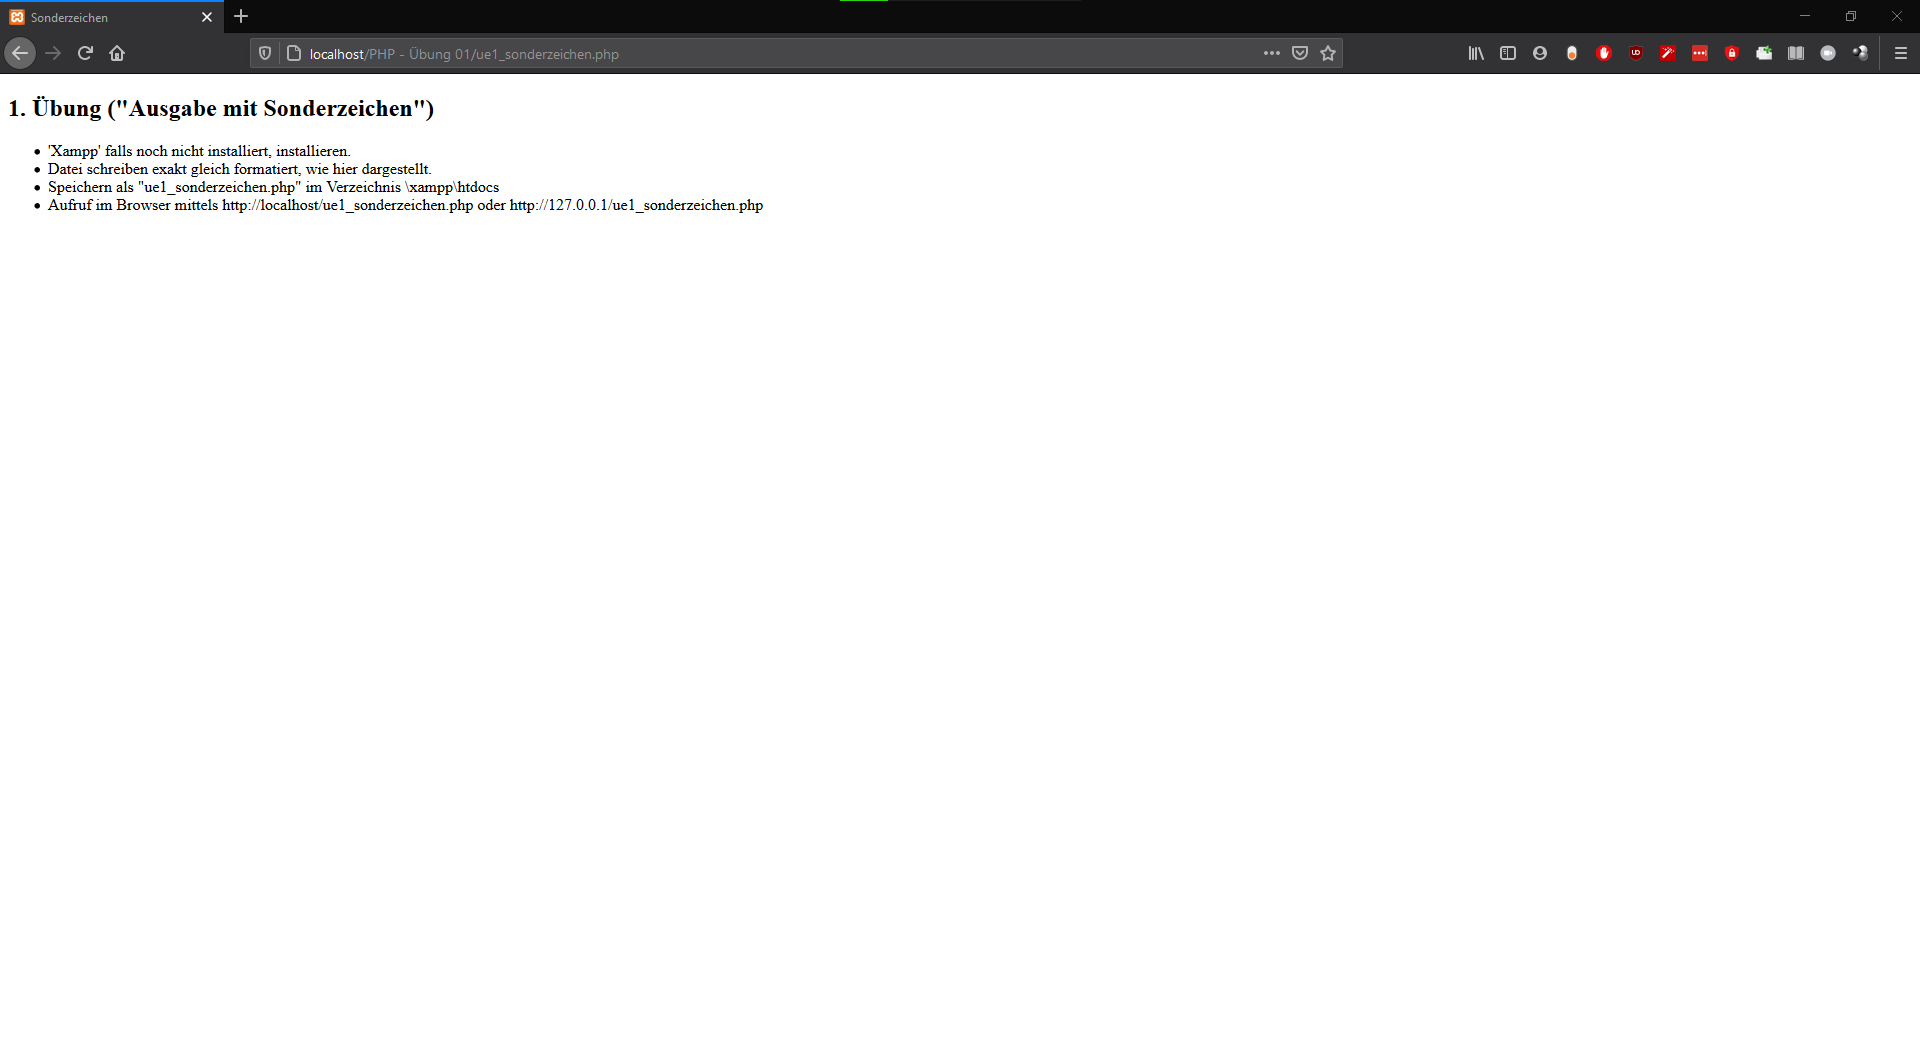 Sonderzeichen
localhost/PHP - Übung 01/ue1_sonderzeichen.php
1. Übung ("Ausgabe mit Sonderzeichen")
• 'Xampp' falls noch nicht installiert, installieren.
• Datei schreiben exakt gleich formatiert, wie hier dargestellt.
• Speichern als "ue1_sonderzeichen.php" im Verzeichnis \xampp\htdocs
• Aufruf im Browser mittels http://localhost/ue1_sonderzeichen.php oder http://127.0.0.1/ue1_sonderzeichen.php